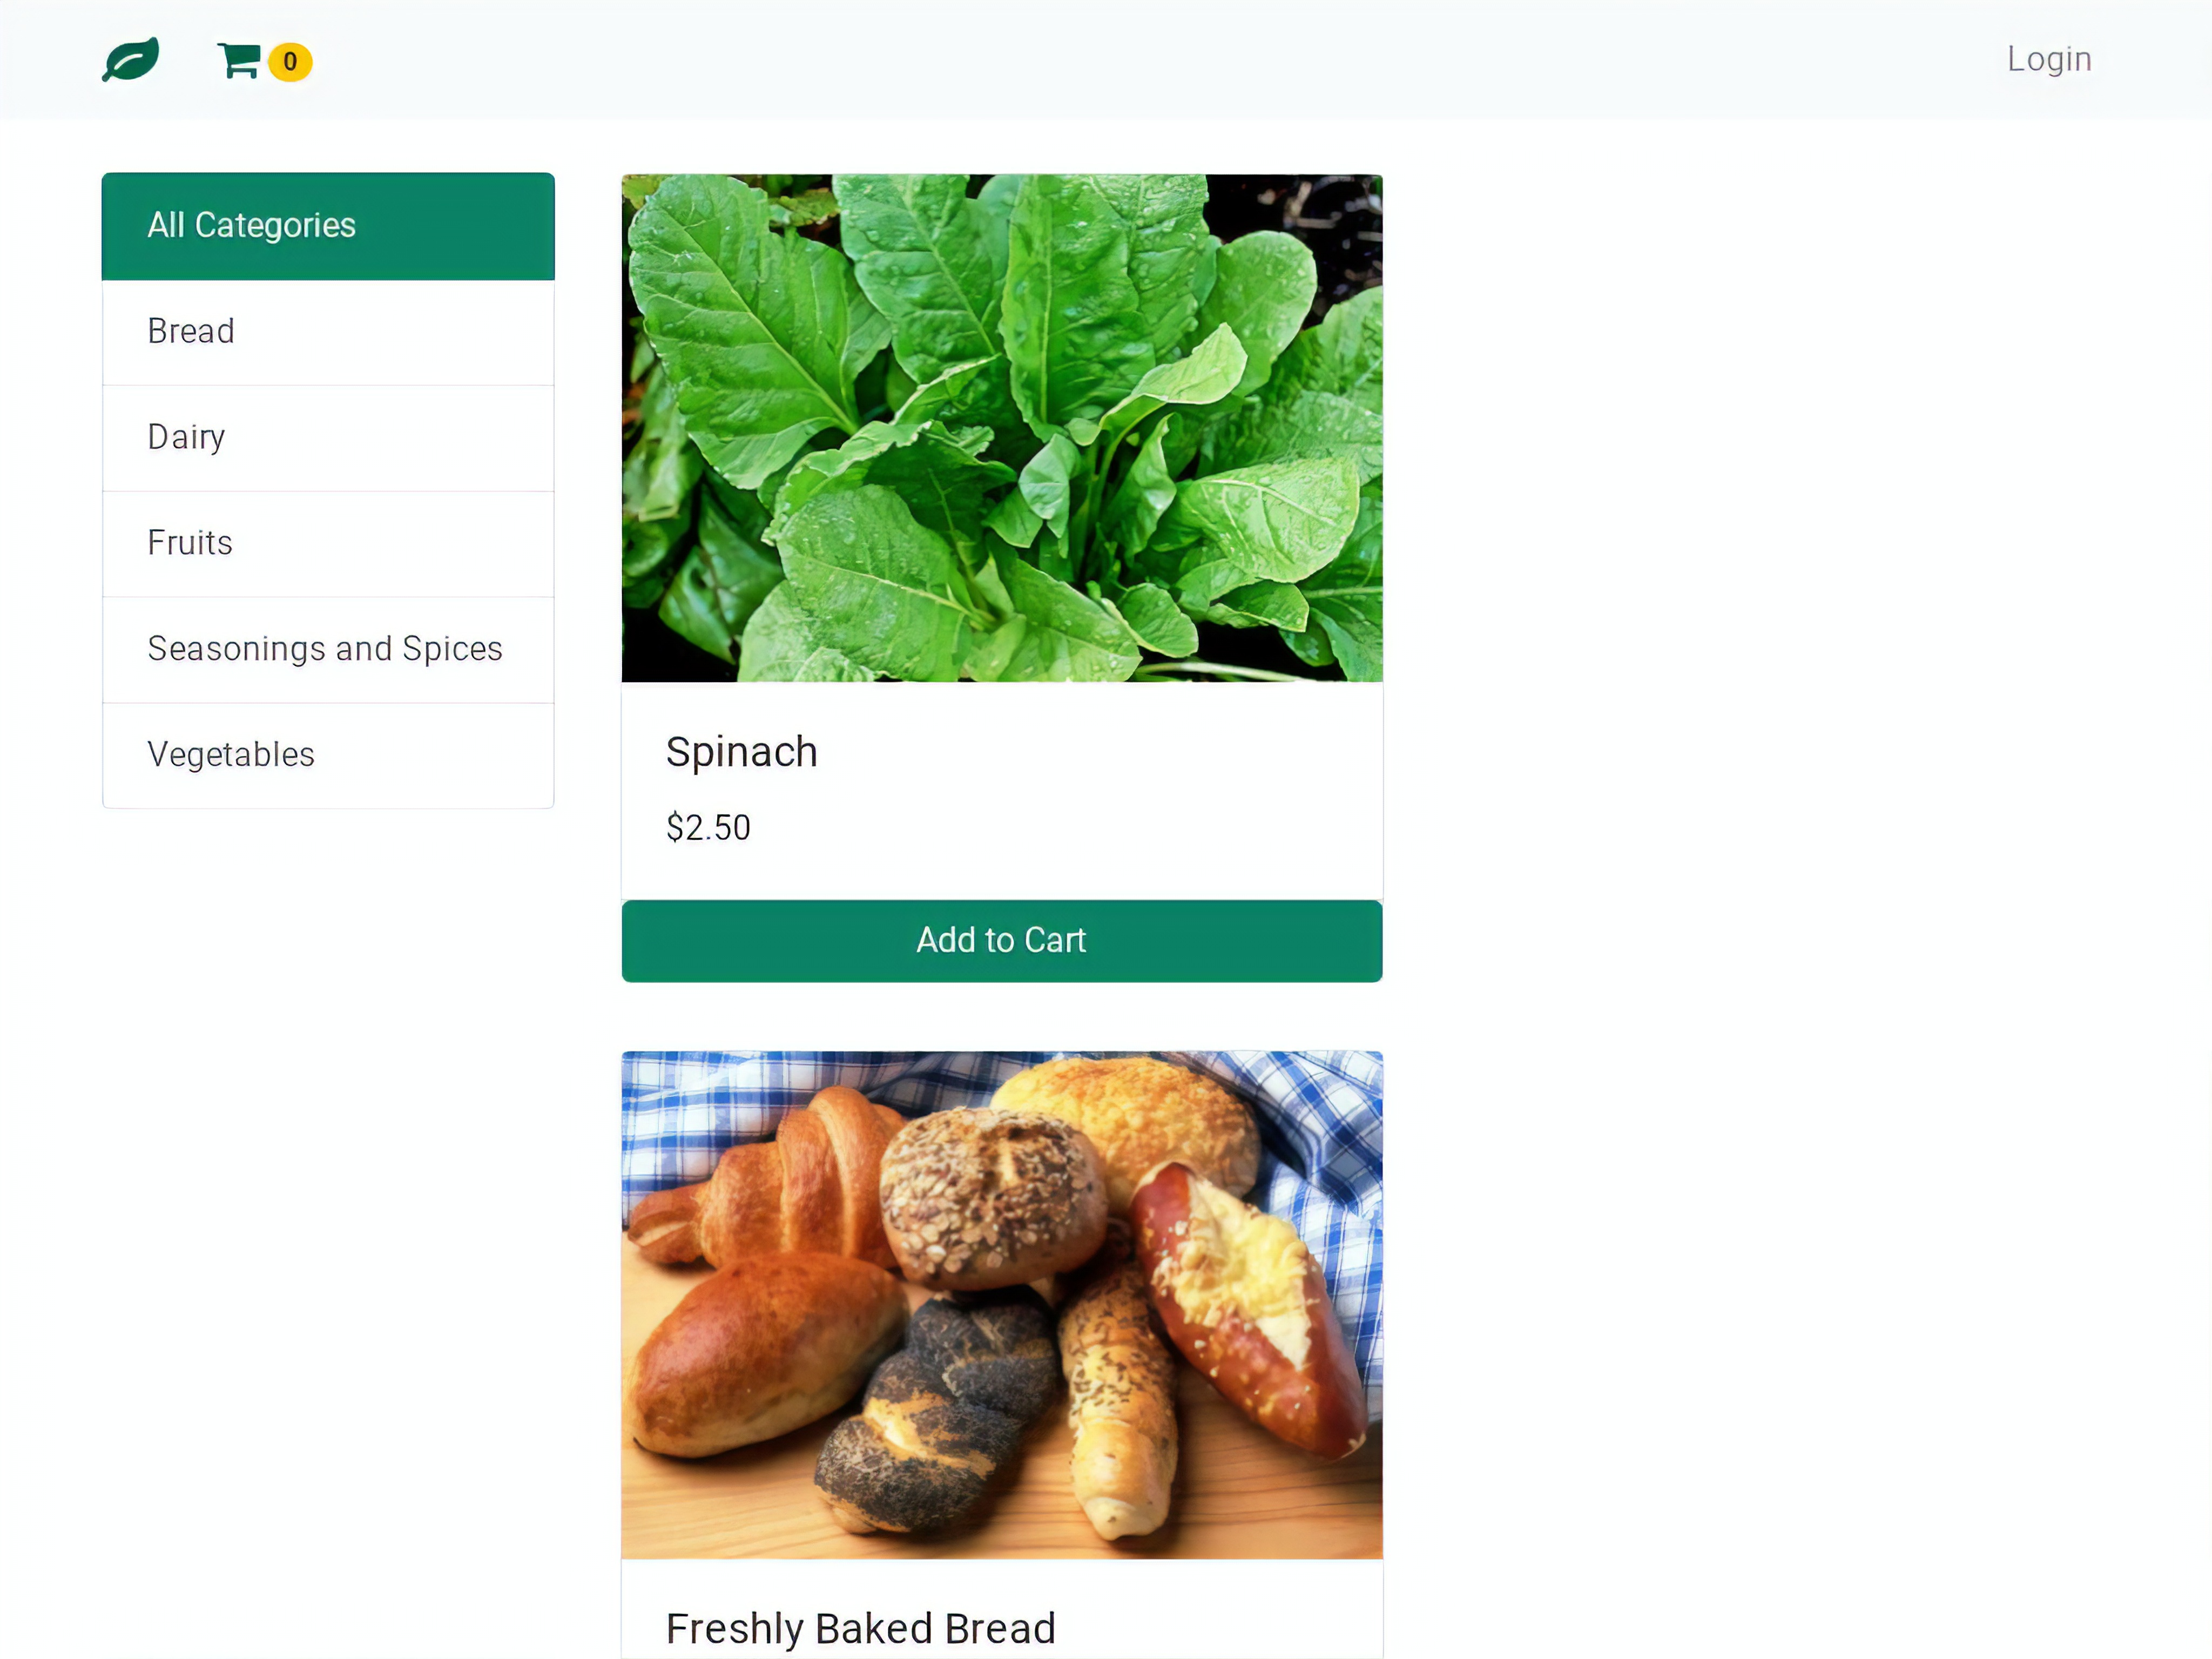 0
Login
All Categories
Bread
Dairy
Fruits
Seasonings and Spices
Vegetables
Spinach
$2.50
Add to Cart
Freshly Baked Bread